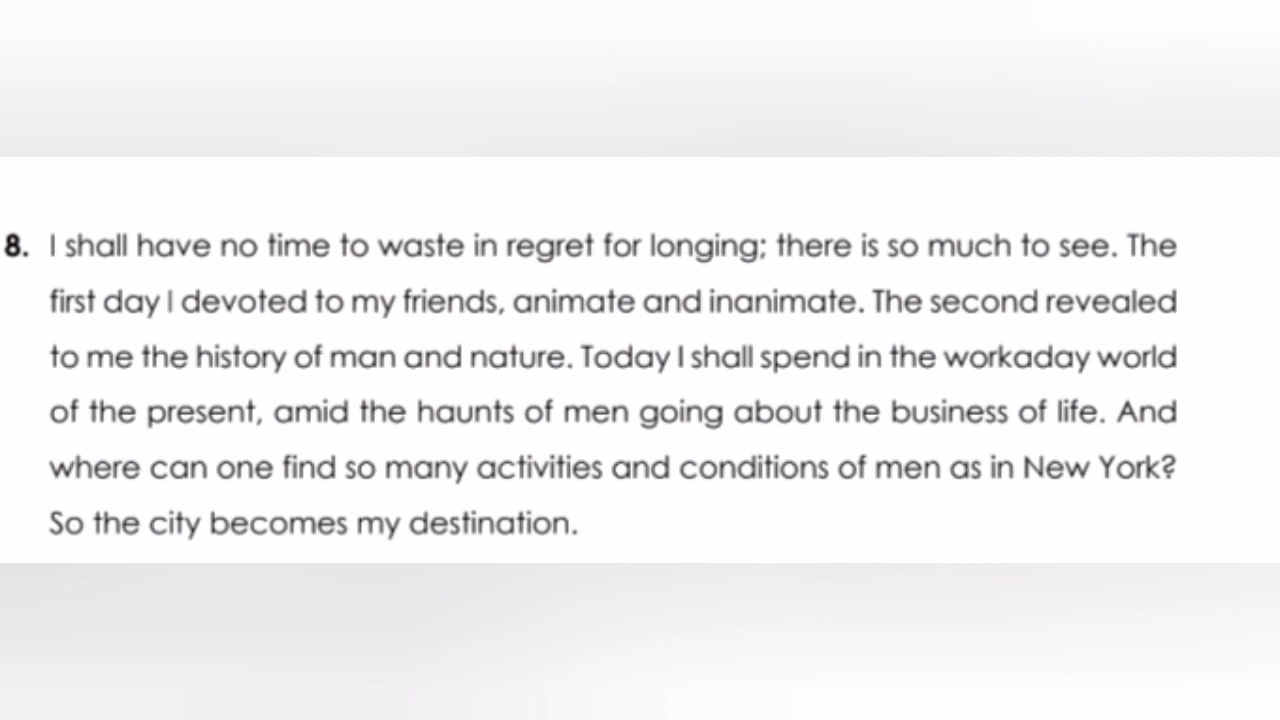 8. I shall have no time to waste in regret for longing; there is so much to see. The
first day I devoted to my friends, animate and inanimate. The second revealed
to me the history of man and nature. Today I shall spend in the workaday world
of the present, amid the haunts of men going about the business of life. And
where can one find so many activities and conditions of men as in New York?
So the city becomes my destination.